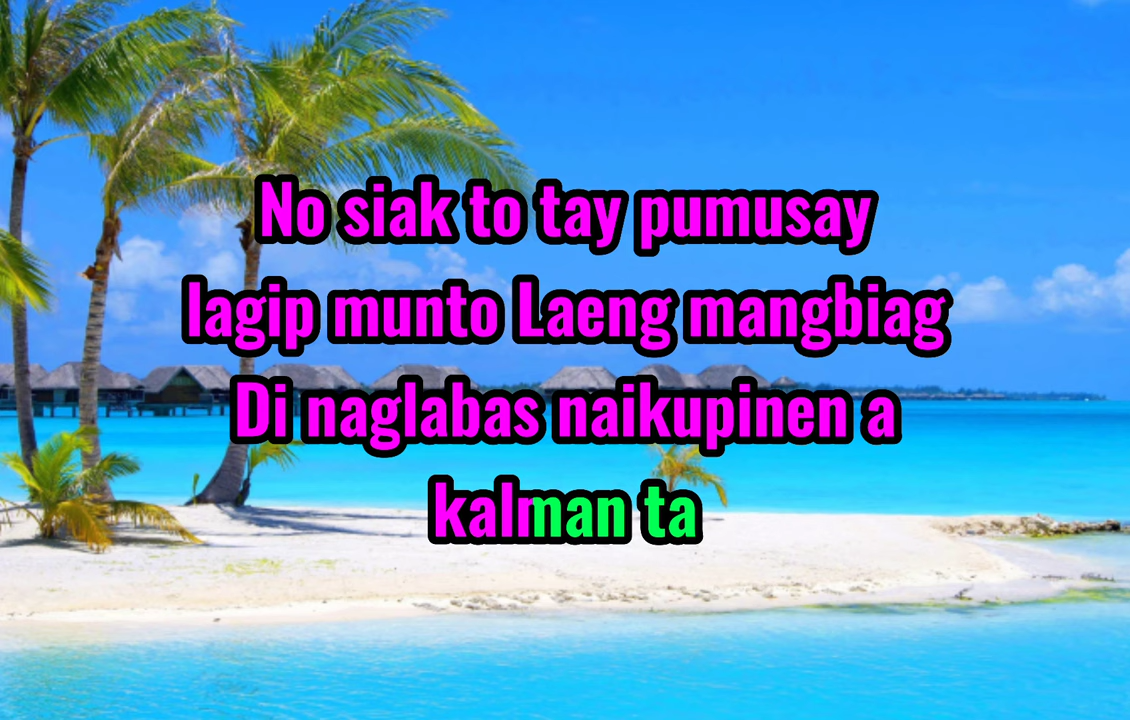 No siak to tay pumusay
lagip munto Laeng mangbiag
Di naglabas naikupinen a
kalman ta